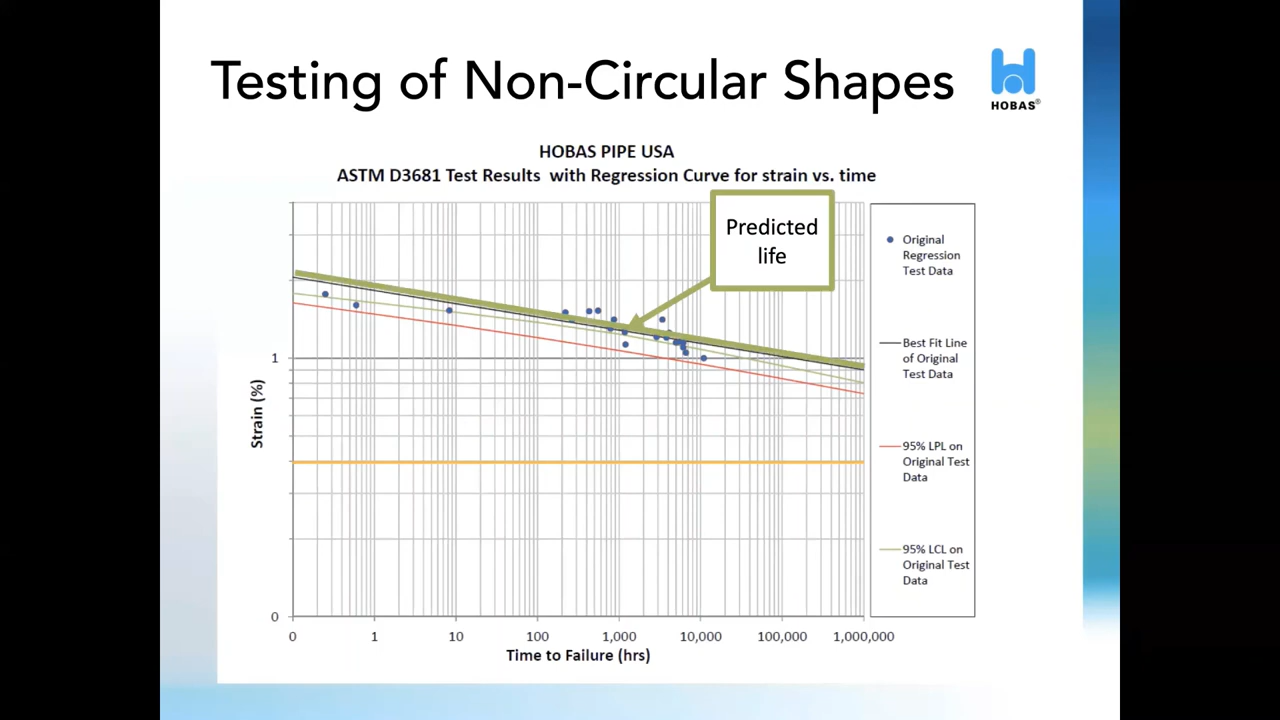 Testing of Non-Circular Shapes
HOBAS®
HOBAS PIPE USA
ASTM D3681 Test Results with Regression Curve for strain vs. time
Predicted
life
Original
Regression
Test Data
Best Fit Line
of Original
Test Data
95% LPL on
Original Test
Data
95% LCL on
Original Test
Data
Strain (%)
1
0
0 1 10 100 1,000 10,000 100,000 1,000,000
Time to Failure (hrs)